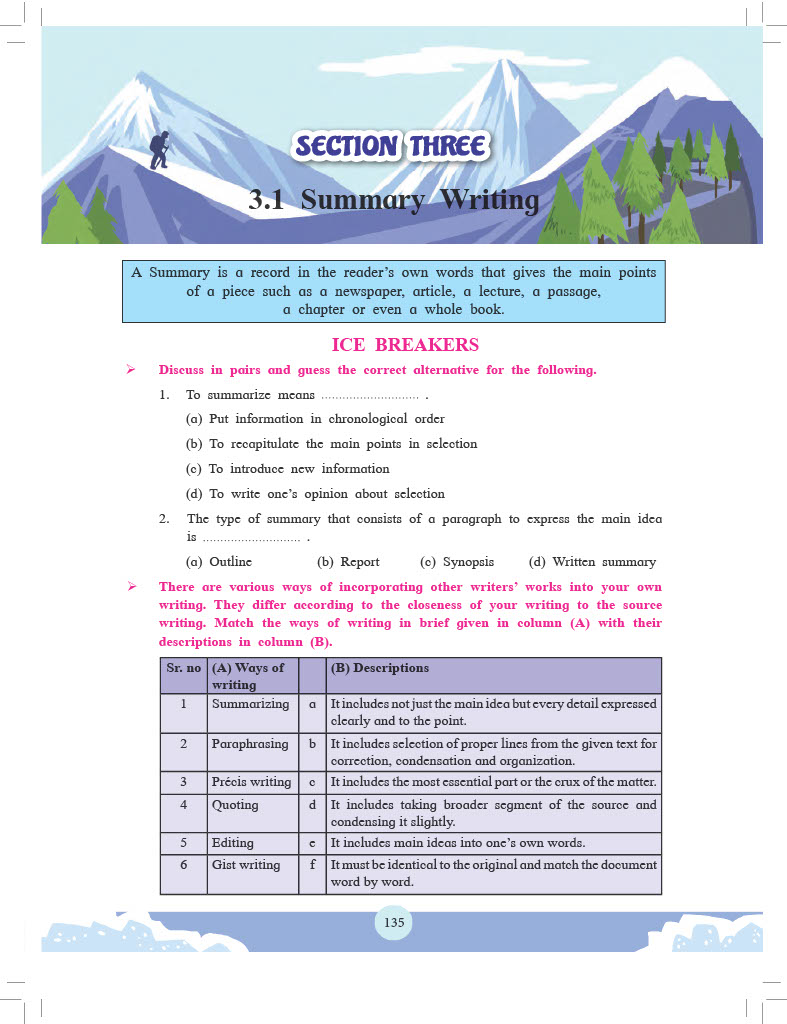 SECTION THREE
3.1 Summary Writing
A Summary is a record in the reader's own words that gives the main points
of a piece such as a newspaper, article, a lecture, a passage,
a chapter or even a whole book.
ICE BREAKERS
➢ Discuss in pairs and guess the correct alternative for the following.
1. To summarize means ............................ .
(a) Put information in chronological order
(b) To recapitulate the main points in selection
(c) To introduce new information
(d) To write one's opinion about selection
2. The type of summary that consists of a paragraph to express the main idea
is ............................ .
(a) Outline (b) Report (c) Synopsis (d) Written summary
➢ There are various ways of incorporating other writers' works into your own
writing. They differ according to the closeness of your writing to the source
writing. Match the ways of writing in brief given in column (A) with their
descriptions in column (B).
Sr. no (A) Ways of (B) Descriptions
writing
1 Summarizing a It includes not just the main idea but every detail expressed
clearly and to the point.
2 Paraphrasing b It includes selection of proper lines from the given text for
correction, condensation and organization.
3 Précis writing c It includes the most essential part or the crux of the matter.
4 Quoting d It includes taking broader segment of the source and
condensing it slightly.
5 Editing e It includes main ideas into one's own words.
6 Gist writing f It must be identical to the original and match the document
word by word.
135